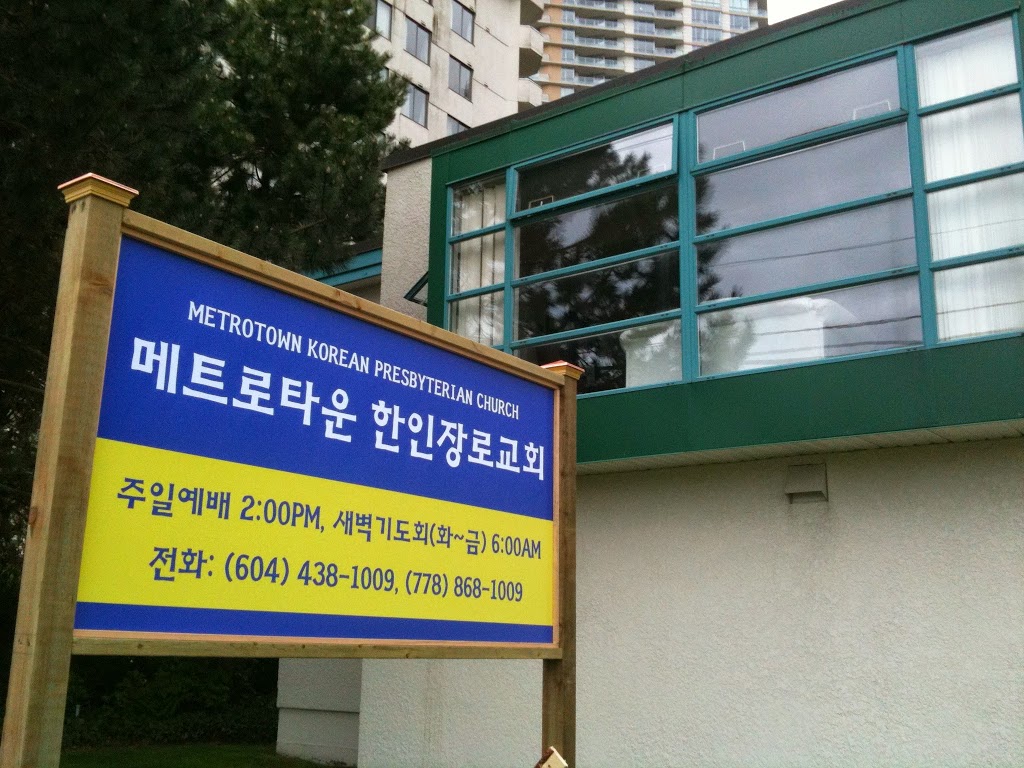 METROTOWN KOREAN PRESBYTERIAN CHURCH
메트로타운 한인장로교회
주일예배 2:00PM, 새벽기도회(화~금) 6:00AM
전화: (604) 438-1009, (778) 868-1009